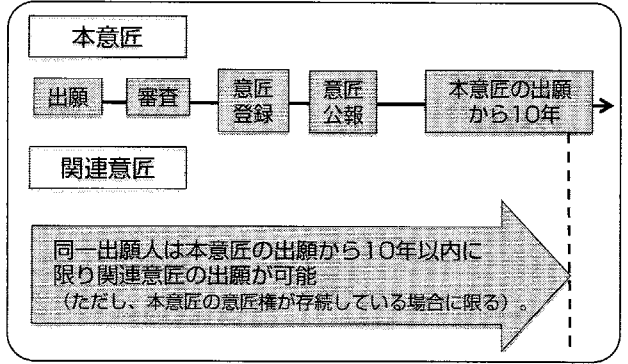 本意匠
出願
審査
意匠
登録
意匠
公報
本意匠の出願
から10年
関連意匠
同一出願人は本意匠の出願から10年以内に
限り関連意匠の出願が可能
(ただし、本意匠の意匠権が存続している場合に限る)。